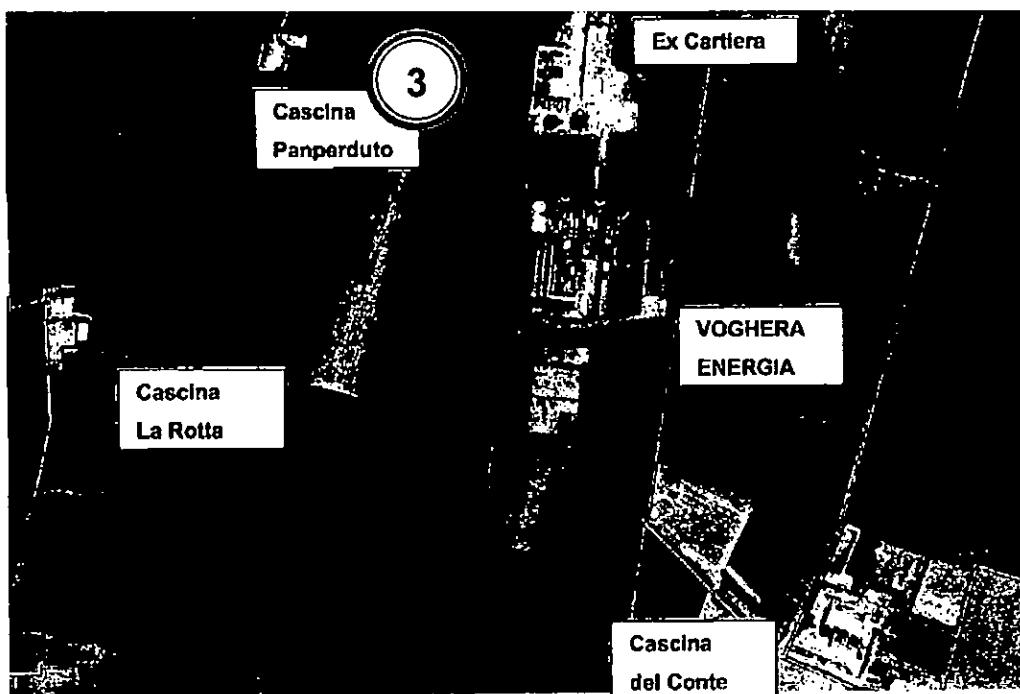 Ex Cartiera
3
Cascina
Panperduto
VOGHERA
ENERGIA
Cascina
La Rotta
Cascina
del Conte